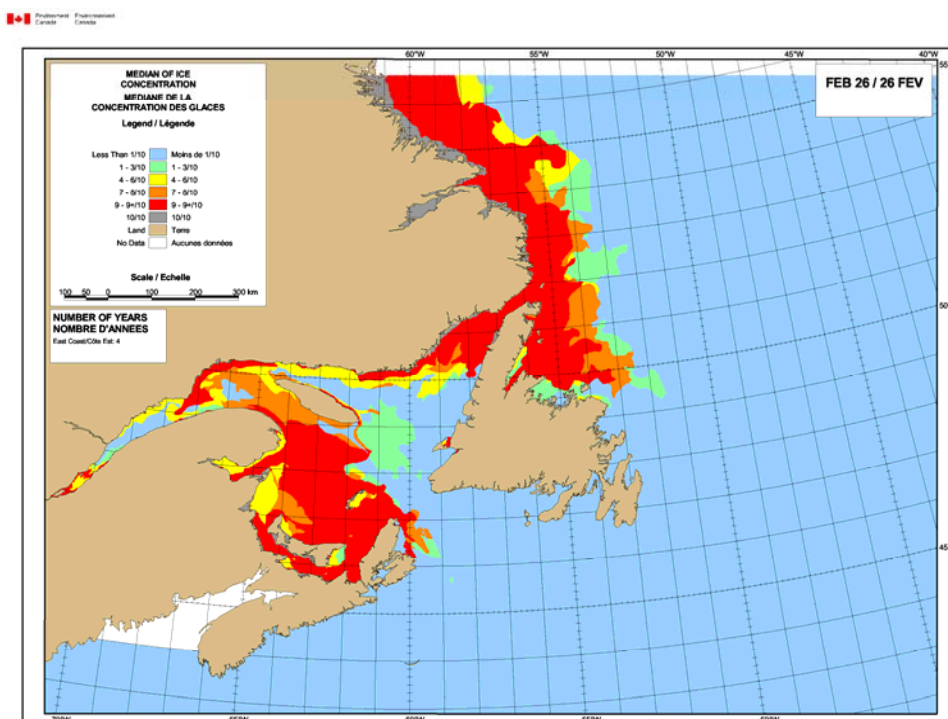 Environment Environnement
Canada Canada
60°W 55°W 50°W 45°W 40°W
MEDIAN OF ICE
CONCENTRATION
MEDIANE DE LA
CONCENTRATION DES GLACES
Legend / Légende
Less Than 1/10 Moins de 1/10
1 - 3/10 1 - 3/10
4 - 6/10 4 - 6/10
7 - 8/10 7 - 8/10
9 - 9+/10 9 - 9+/10
10/10 10/10
Land Terre
No Data Aucunes données
Scale / Echelle
100 50 0 100 200 300 km
FEB 26 / 26 FEV
NUMBER OF YEARS
NOMBRE D'ANNEES
East Coast/Côte Est: 4